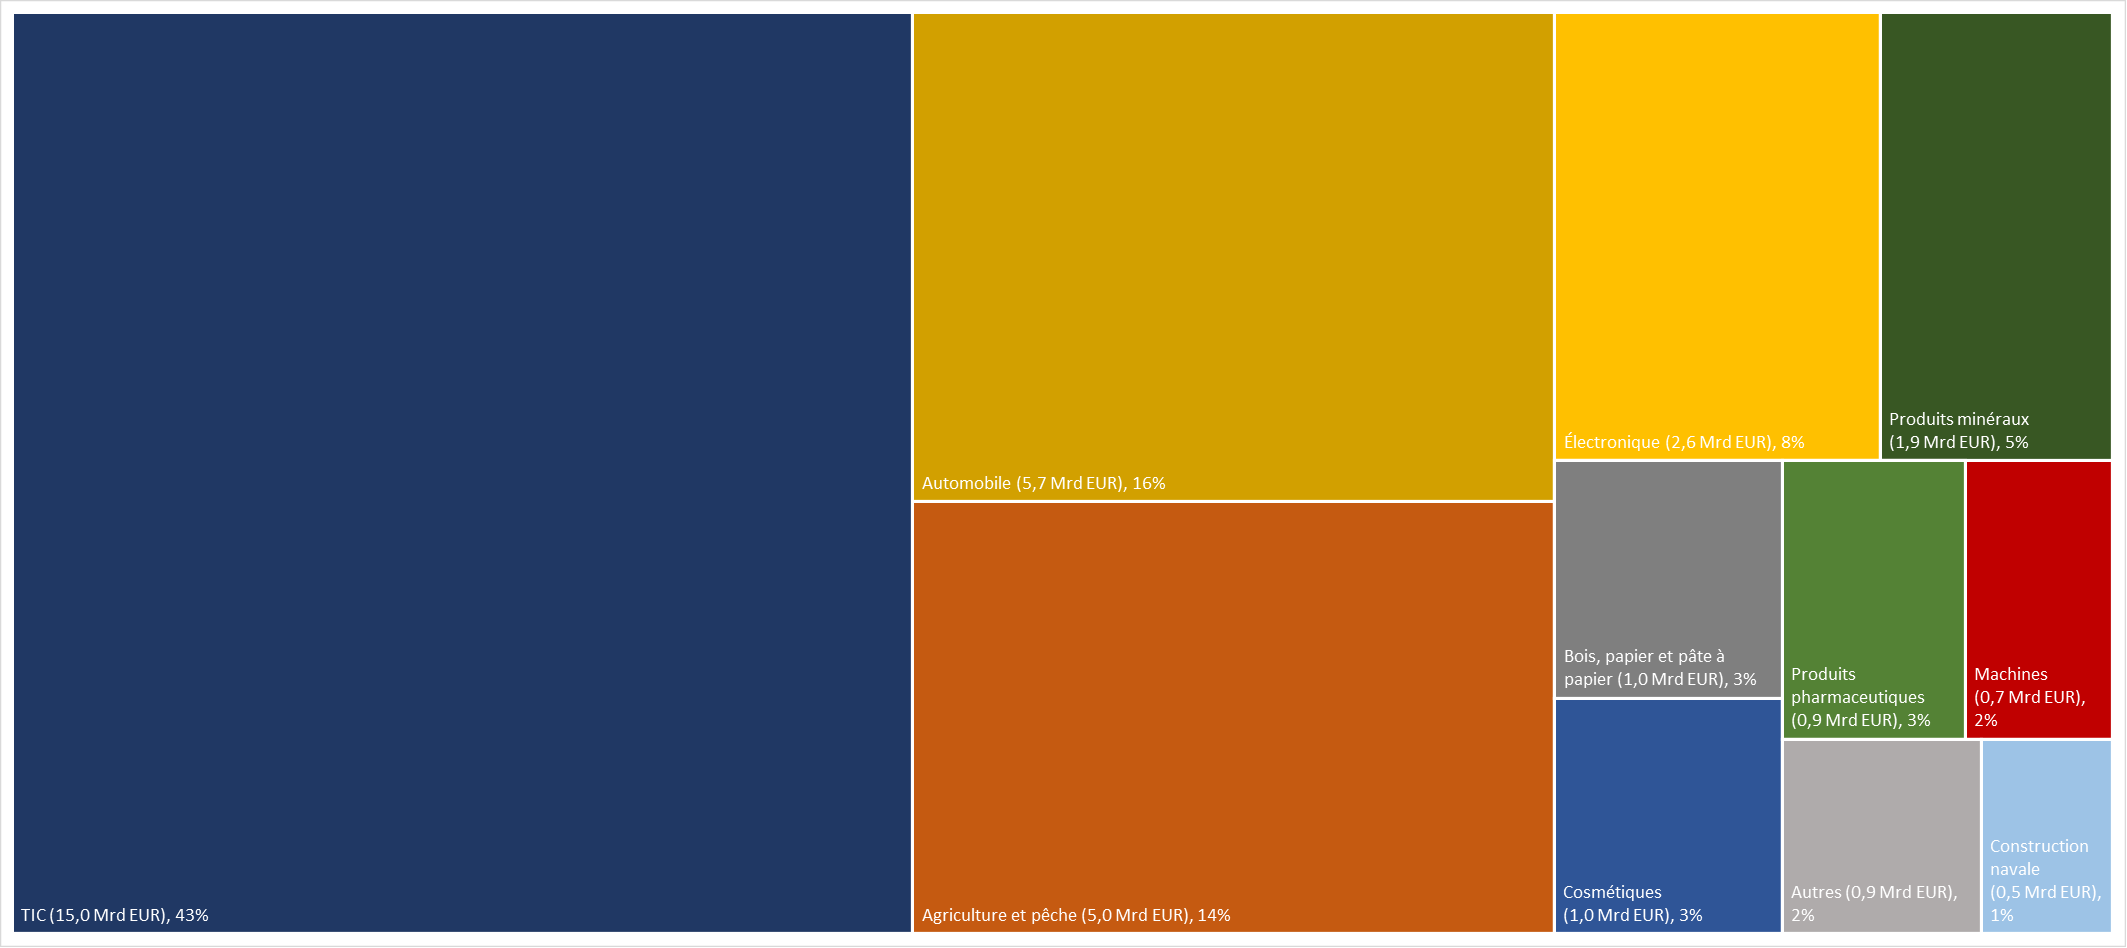 TIC (15,0 Mrd EUR), 43%
Automobile (5,7 Mrd EUR), 16%
Agriculture et pêche (5,0 Mrd EUR), 14%
Électronique (2,6 Mrd EUR), 8%
Produits minéraux
(1,9 Mrd EUR), 5%
Bois, papier et pâte à
papier (1,0 Mrd EUR), 3%
Cosmétiques
(1,0 Mrd EUR), 3%
Produits
pharmaceutiques
(0,9 Mrd EUR), 3%
Machines
(0,7 Mrd EUR),
2%
Autres (0,9 Mrd EUR),
2%
Construction
navale
(0,5 Mrd EUR),
1%